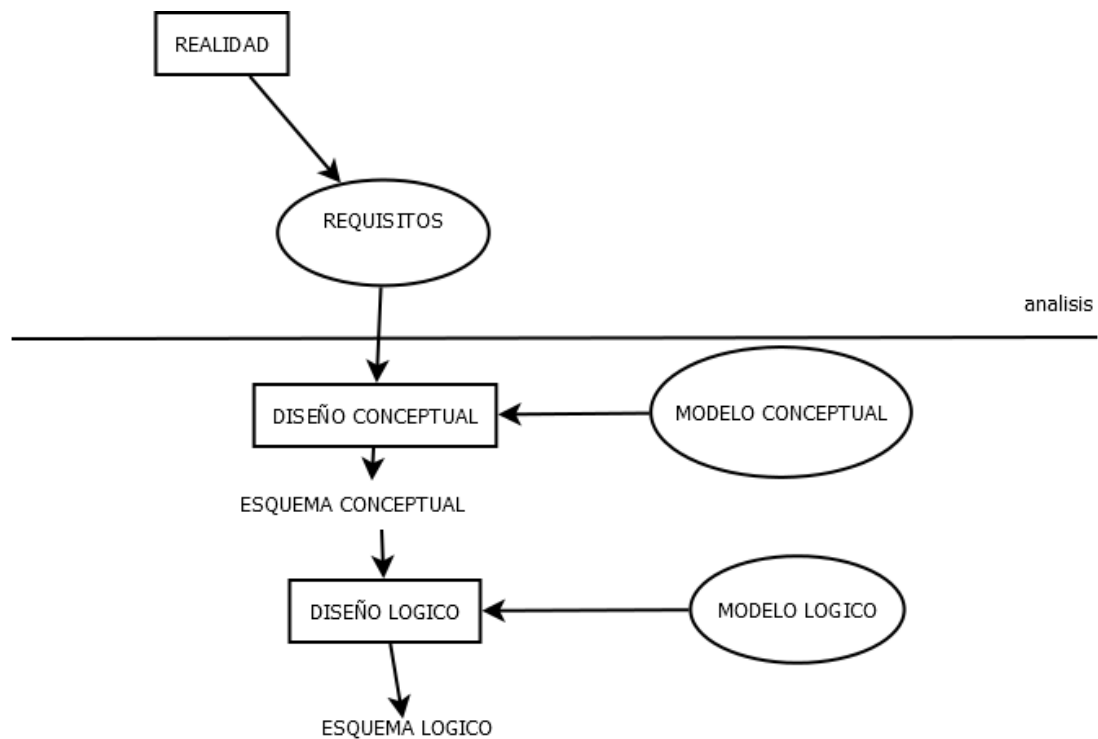 REALIDAD
REQUISITOS
analisis
DISEÑO CONCEPTUAL
MODELO CONCEPTUAL
ESQUEMA CONCEPTUAL
DISEÑO LOGICO
MODELO LOGICO
ESQUEMA LOGICO